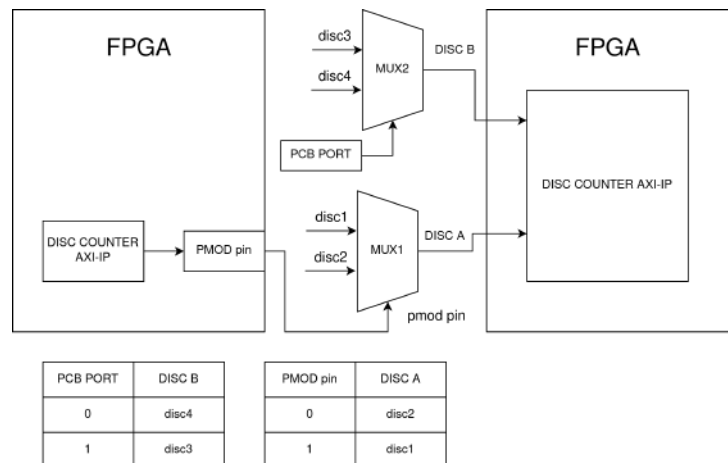 FPGA
disc3
disc4
MUX2
DISC B
PCB PORT
FPGA
DISC COUNTER AXI-IP
disc1
disc2
MUX1
DISC A
pmod pin
DISC COUNTER
AXI-IP
PMOD pin
PCB PORT DISC B
0 disc4
1 disc3
PMOD pin DISC A
0 disc2
1 disc1